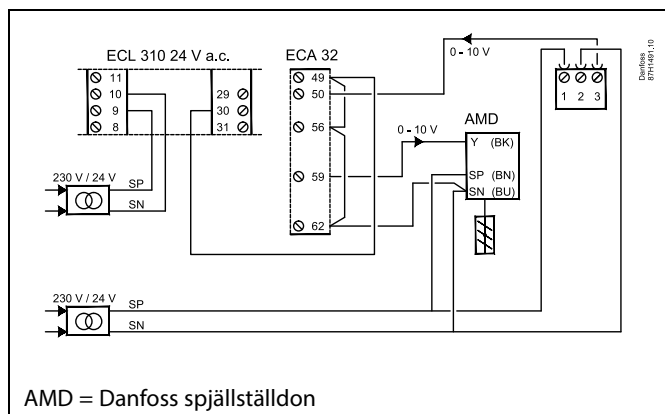 ECL 310 24 V a.c.
ECA 32
0 - 10 V
Danfoss
87H1491.10
11
10
9
8
29
30
31
49
50
56
59
62
1 2 3
0 - 10 V
AMD
Y (BK)
SP (BN)
SN (BU)
230 V / 24 V
SP
SN
230 V / 24 V
SP
SN
AMD = Danfoss spjällställdon